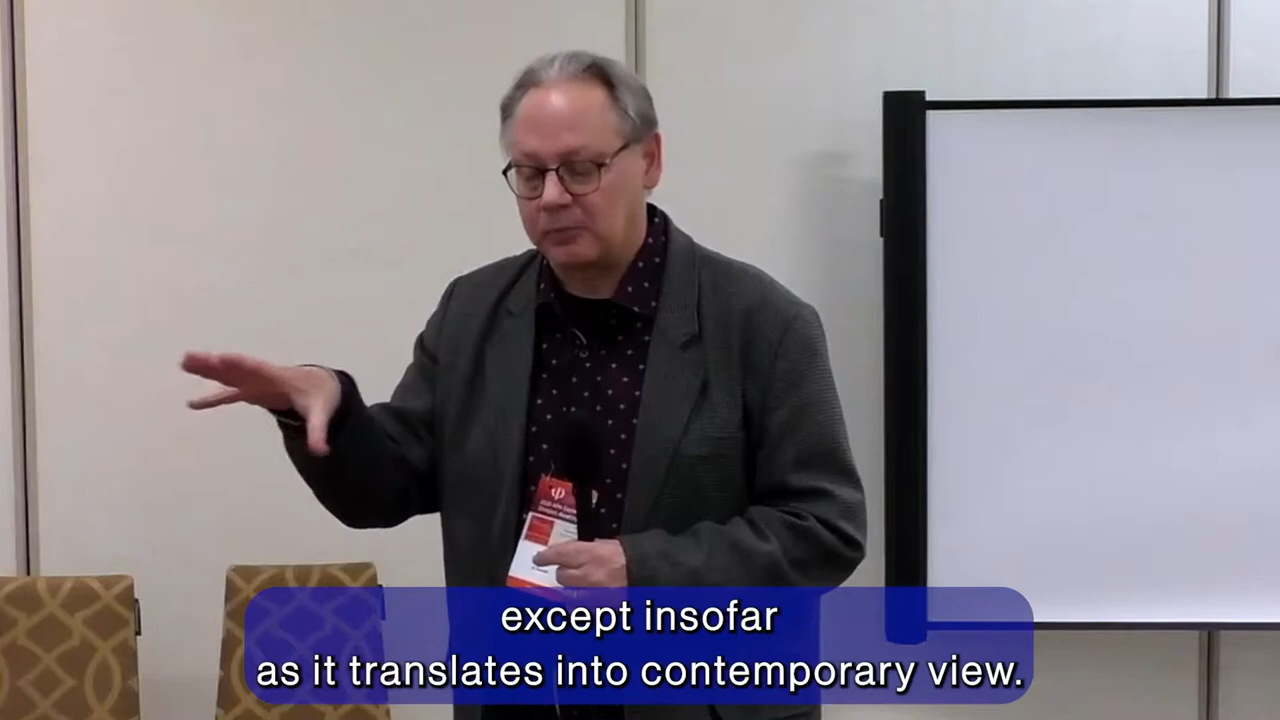 except insofar
as it translates into contemporary view.